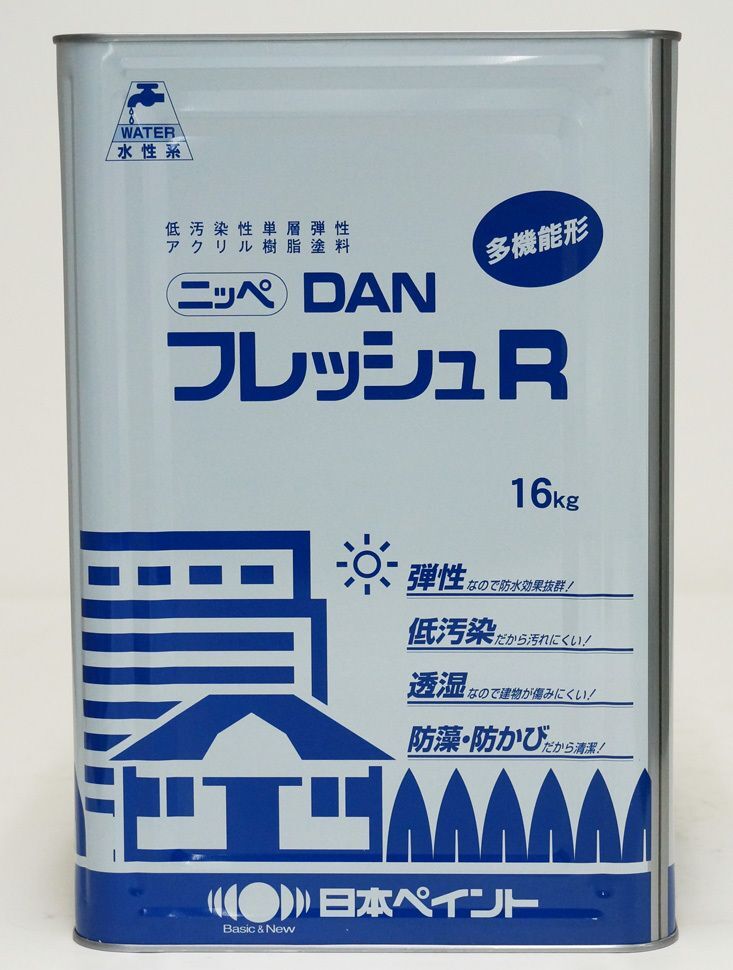 WATER
水性系
低汚染性単層弾性
アクリル樹脂塗料
多機能形
ニッペ DAN
フレッシュR
16kg
弾性なので防水効果抜群!
低汚染だから汚れにくい!
透湿なので建物が傷みにくい!
防藻・防かびだから清潔!
日本ペイント
Basic & New